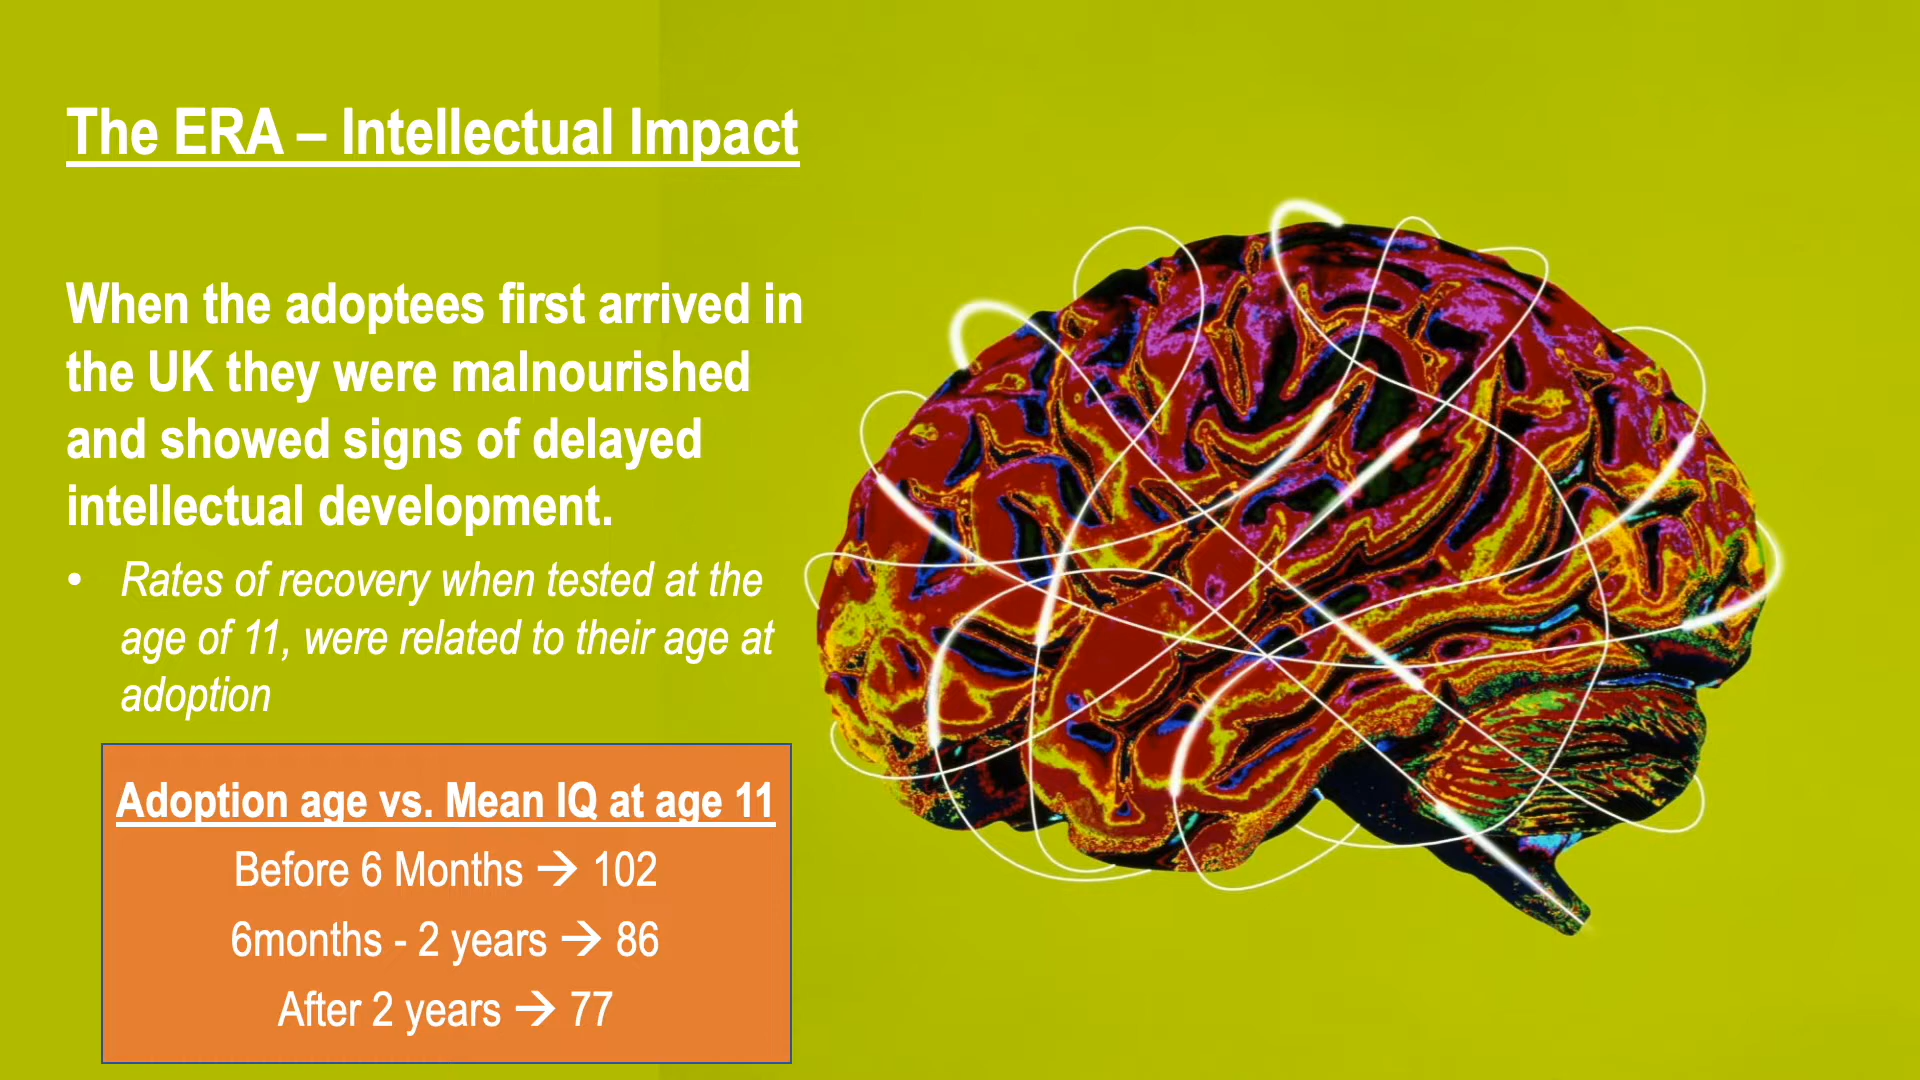 The ERA – Intellectual Impact
When the adoptees first arrived in
the UK they were malnourished
and showed signs of delayed
intellectual development.
• Rates of recovery when tested at the
age of 11, were related to their age at
adoption
Adoption age vs. Mean IQ at age 11
Before 6 Months → 102
6months - 2 years → 86
After 2 years → 77